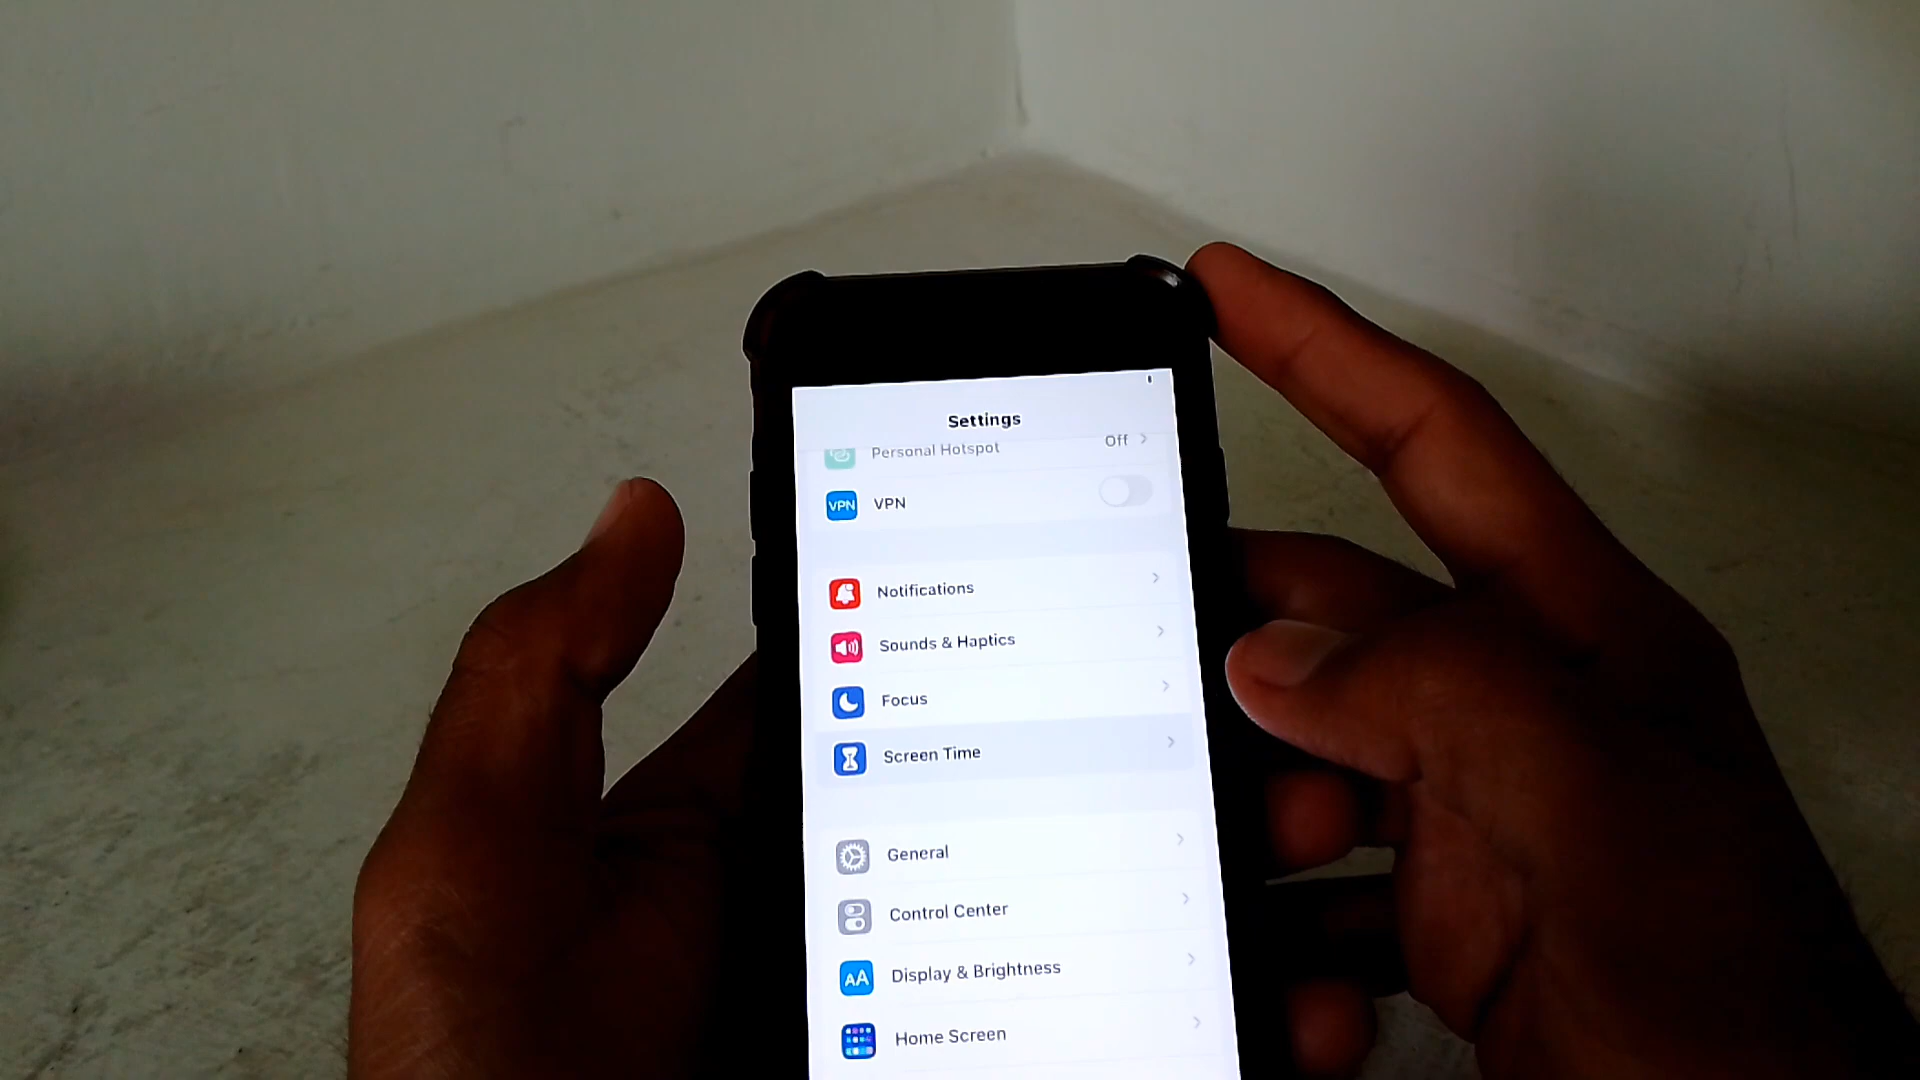 Settings
Personal Hotspot Off
VPN VPN
Notifications
Sounds & Haptics
Focus
Screen Time
General
Control Center
AA Display & Brightness
Home Screen